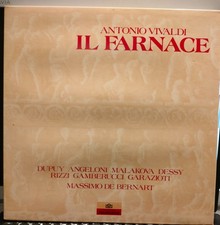 ANTONIO VIVALDI
IL FARNACE
DUPUY ANGELONI MALAKOVA DESSY
RIZZI GAMBERUCCI GARAZIOTI
MASSIMO DE BERNART